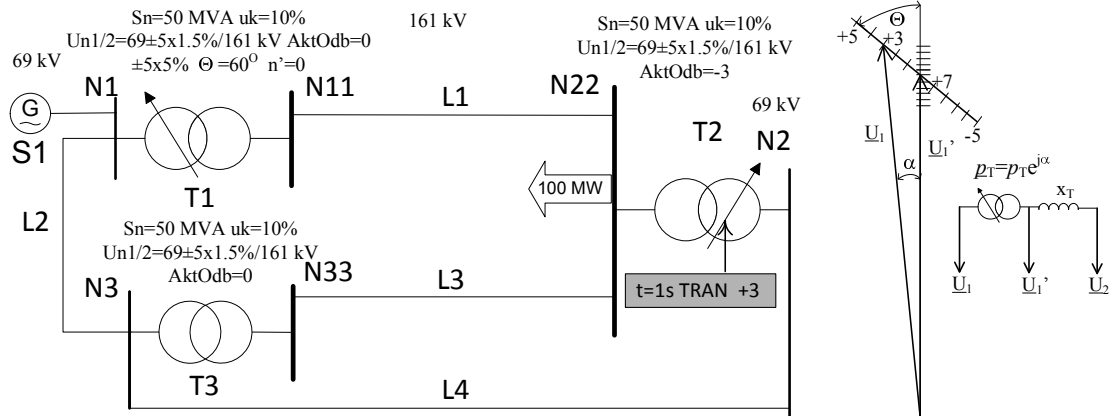 Sn=50 MVA uk=10%
Un1/2=69±5x1.5%/161 kV AktOdb=0
±5x5% Θ =60O n'=0
161 kV
Sn=50 MVA uk=10%
Un1/2=69±5x1.5%/161 kV
AktOdb=-3
69 kV
69 kV
N1
N11
L1
N22
G
S1
T1
T2
N2
100 MW
L2
Sn=50 MVA uk=10%
Un1/2=69±5x1.5%/161 kV
AktOdb=0
N3
N33
L3
t=1s TRAN +3
T3
L4
Θ
+5
+3
+7
-5
U1
U1'
α
pT=pTejα
xT
U1
U1'
U2